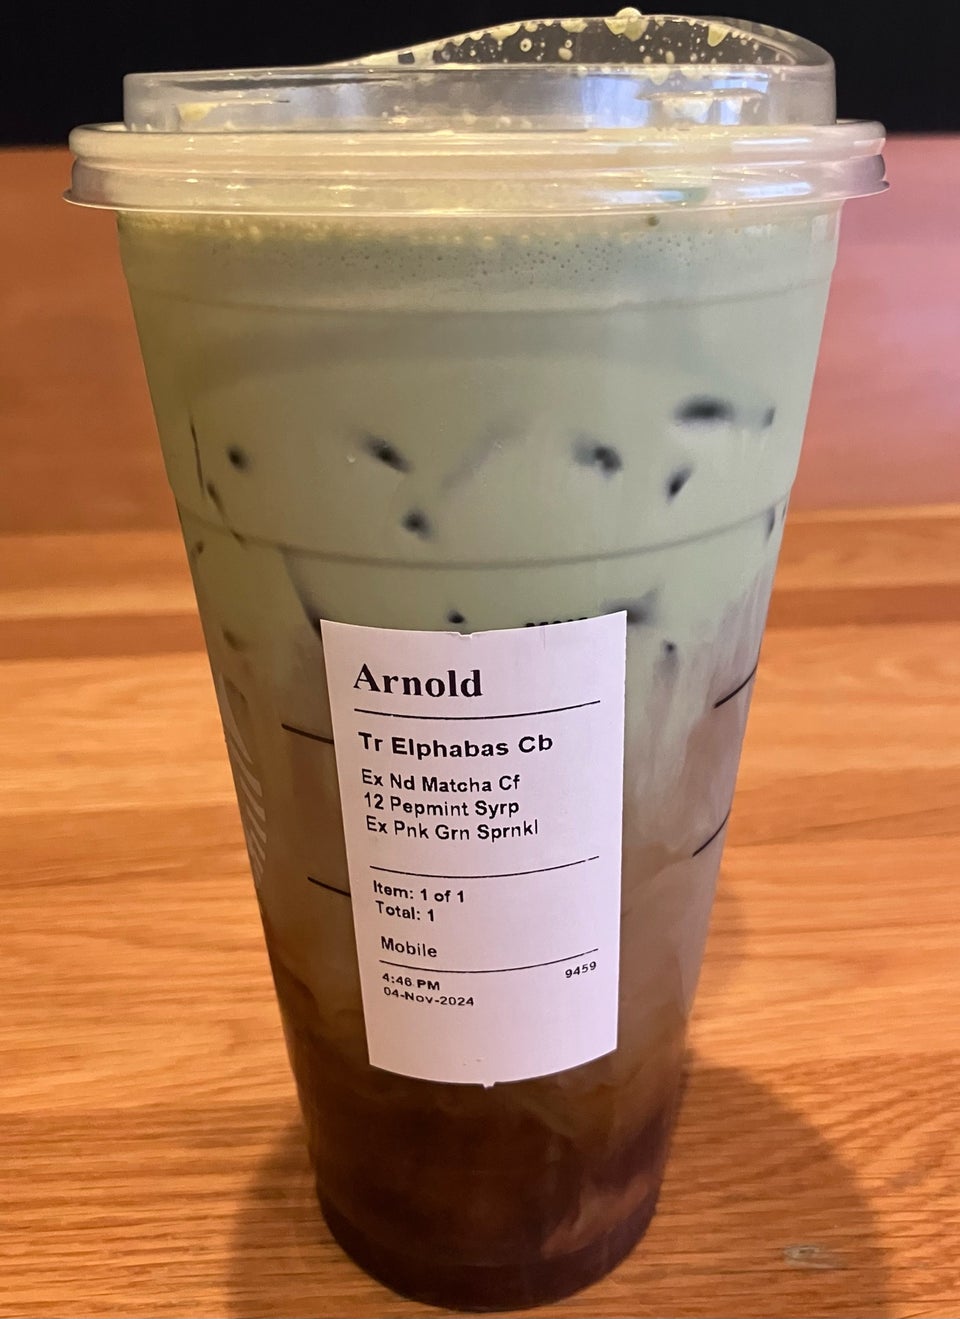 Arnold
Tr Elphabas Cb
Ex Nd Matcha Cf
12 Pepmint Syrp
Ex Pnk Grn Sprnkl
Item: 1 of 1
Total: 1
Mobile
4:46 PM 9459
04-Nov-2024